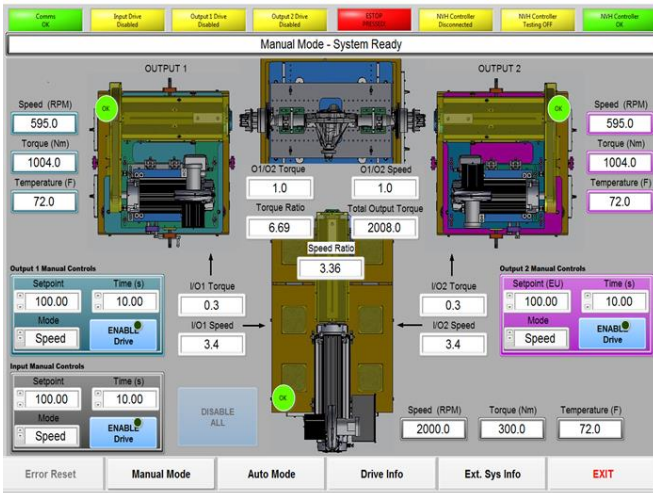 Comms
OK
Input Drive
Disabled
Output 1 Drive
Disabled
Output 2 Drive
Disabled
ESTOP
PRESSED
NVH Controller
Disconnected
NVH Controller
Testing OFF
NVH Controller
OK
Manual Mode - System Ready
OUTPUT 1
OUTPUT 2
OK
OK
Speed (RPM)
595.0
Torque (Nm)
1004.0
Temperature (F)
72.0
Speed (RPM)
595.0
Torque (Nm)
1004.0
Temperature (F)
72.0
O1/O2 Torque
1.0
O1/O2 Speed
1.0
Torque Ratio
6.69
Total Output Torque
2008.0
Speed Ratio
3.36
I/O1 Torque
0.3
I/O1 Speed
3.4
I/O2 Torque
0.3
I/O2 Speed
3.4
Output 1 Manual Controls
Setpoint
Time (s)
100.00
10.00
Mode
Speed
ENABLE
Drive
Output 2 Manual Controls
Setpoint (EU)
Time (s)
100.00
10.00
Mode
Speed
ENABLE
Drive
Input Manual Controls
Setpoint
Time (s)
100.00
10.00
Mode
Speed
ENABLE
Drive
DISABLE
ALL
OK
Speed (RPM)
Torque (Nm)
Temperature (F)
2000.0
300.0
72.0
Error Reset
Manual Mode
Auto Mode
Drive Info
Ext. Sys Info
EXIT